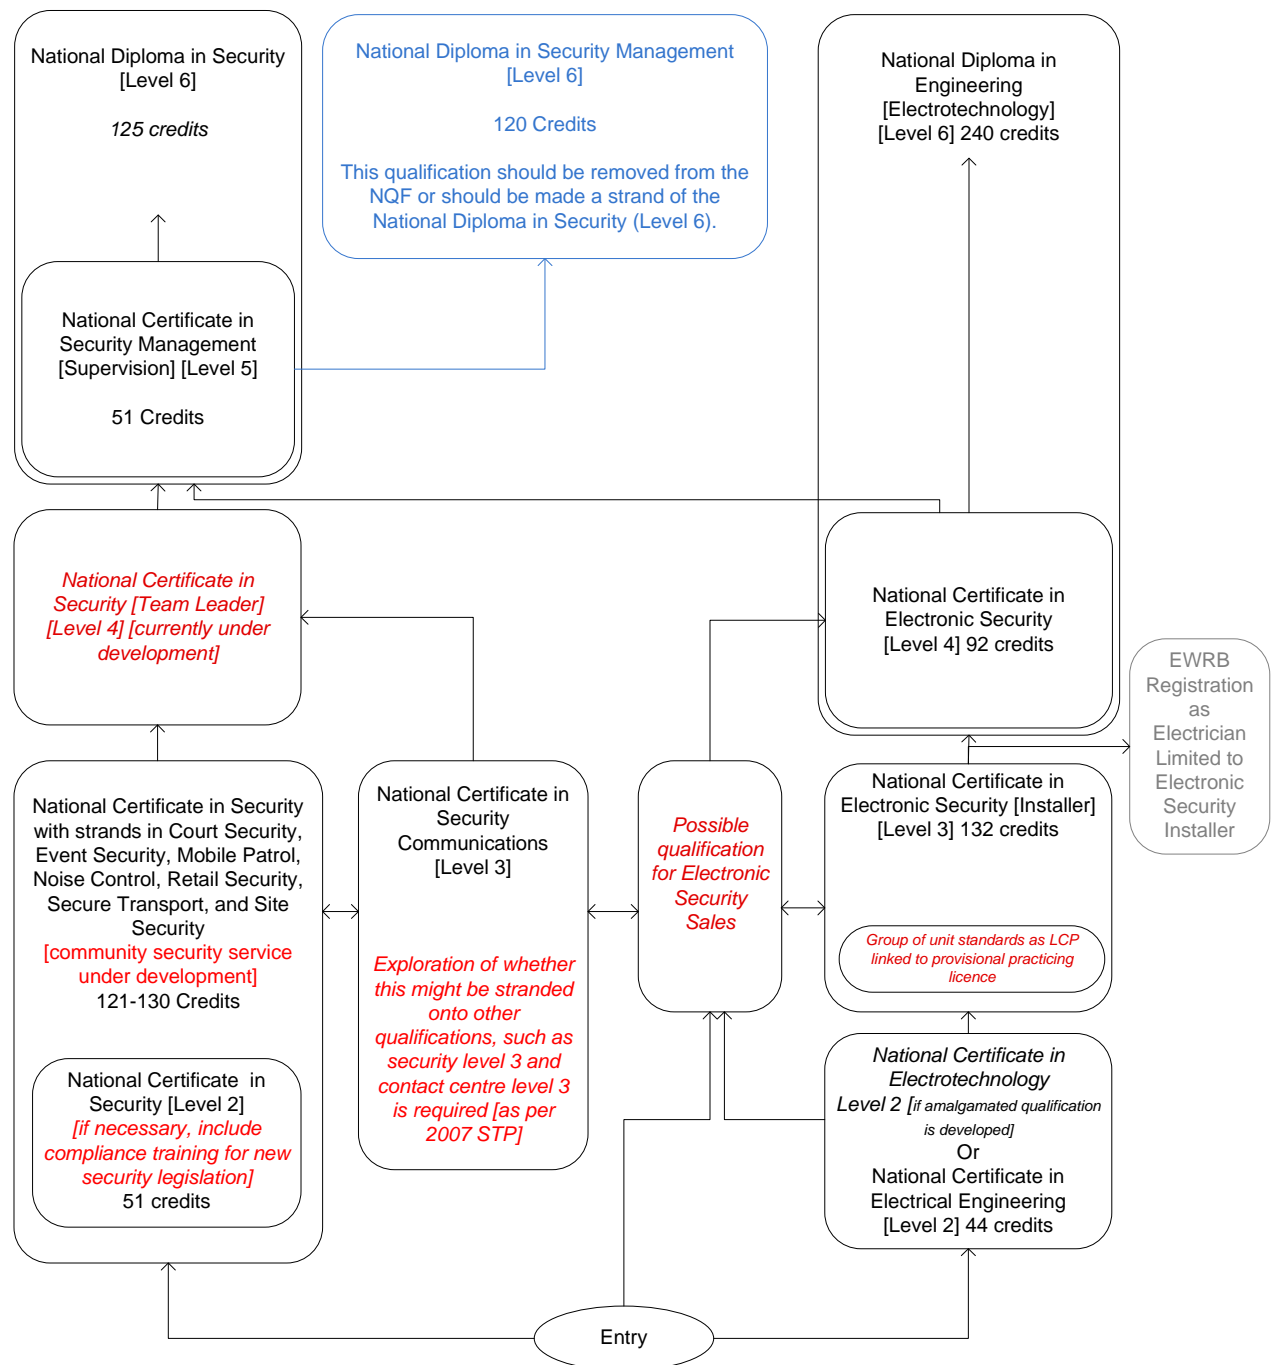 National Diploma in Security
[Level 6]
125 credits
National Diploma in Security Management
[Level 6]
120 Credits
This qualification should be removed from the
NQF or should be made a strand of the
National Diploma in Security (Level 6).
National Diploma in
Engineering
[Electrotechnology]
[Level 6] 240 credits
National Certificate in
Security Management
[Supervision] [Level 5]
51 Credits
National Certificate in
Security [Team Leader]
[Level 4] [currently under
development]
National Certificate in
Electronic Security
[Level 4] 92 credits
EWRB
Registration
as
Electrician
Limited to
Electronic
Security
Installer
National Certificate in Security
with strands in Court Security,
Event Security, Mobile Patrol,
Noise Control, Retail Security,
Secure Transport, and Site
Security
[community security service
under development]
121-130 Credits
National Certificate in
Security [Level 2]
[if necessary, include
compliance training for new
security legislation]
51 credits
National Certificate in
Security
Communications
[Level 3]
Exploration of whether
this might be stranded
onto other
qualifications, such as
security level 3 and
contact centre level 3
is required [as per
2007 STP]
Possible
qualification
for Electronic
Security
Sales
National Certificate in
Electronic Security [Installer]
[Level 3] 132 credits
Group of unit standards as LCP
linked to provisional practicing
licence
National Certificate in
Electrotechnology
Level 2 [if amalgamated qualification
is developed]
Or
National Certificate in
Electrical Engineering
[Level 2] 44 credits
Entry